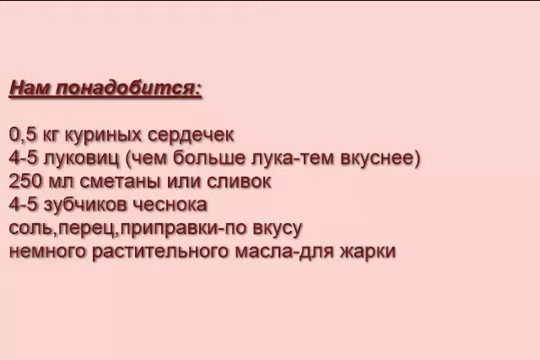 Нам понадобится:
0,5 кг куриных сердечек
4-5 луковиц (чем больше лука-тем вкуснее)
250 мл сметаны или сливок
4-5 зубчиков чеснока
соль,перец,приправки-по вкусу
немного растительного масла-для жарки